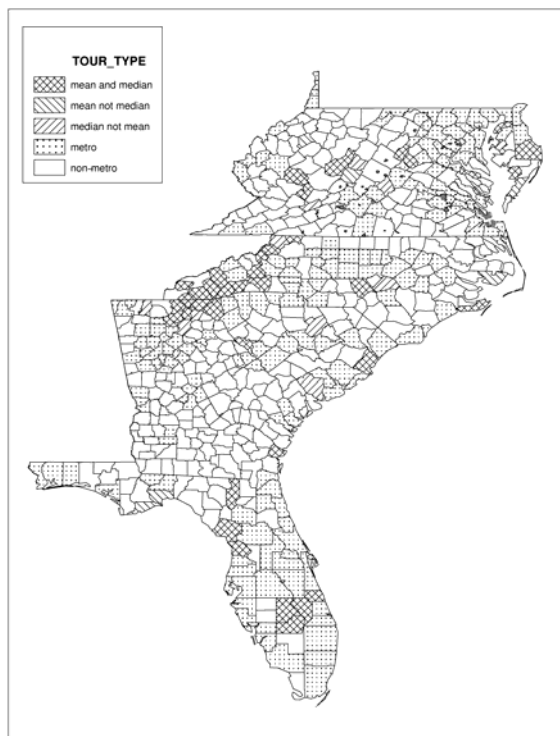 TOUR_TYPE
mean and median
mean not median
median not mean
metro
non-metro